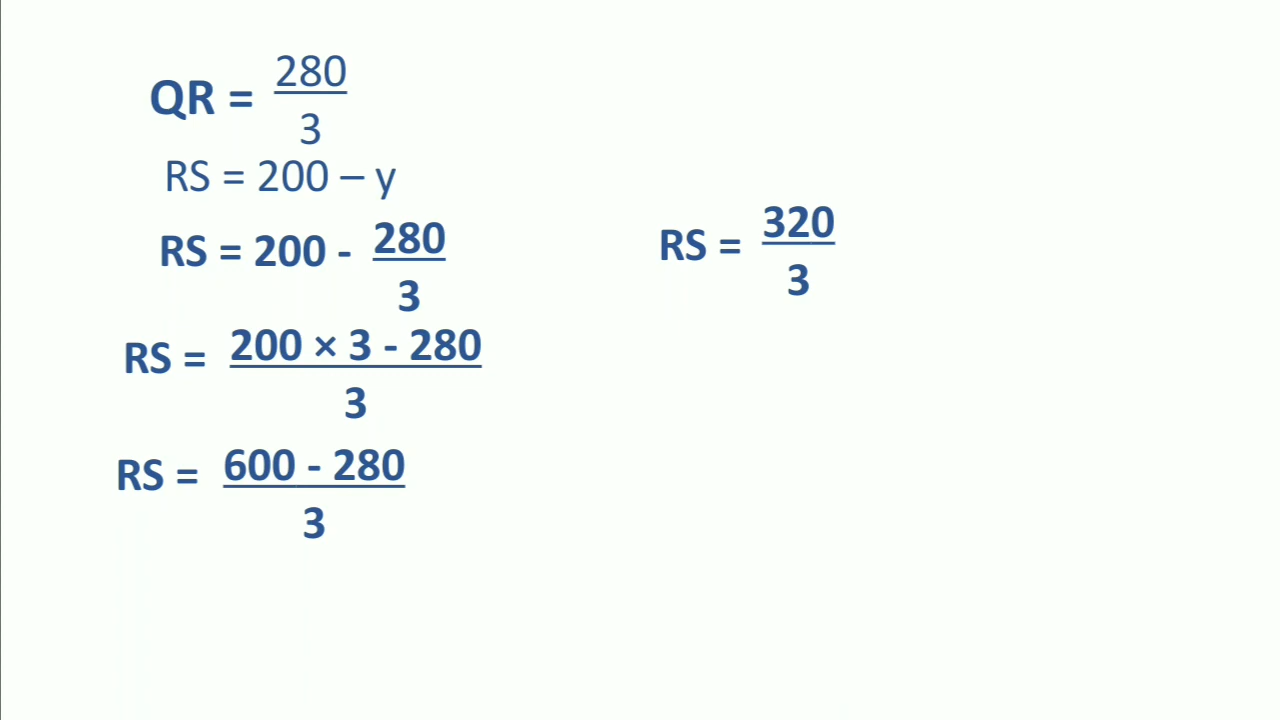 QR = 280/3
RS = 200 – y
RS = 200 - 280/3
RS = 200 × 3 - 280/3
RS = 600 - 280/3
RS = 320/3